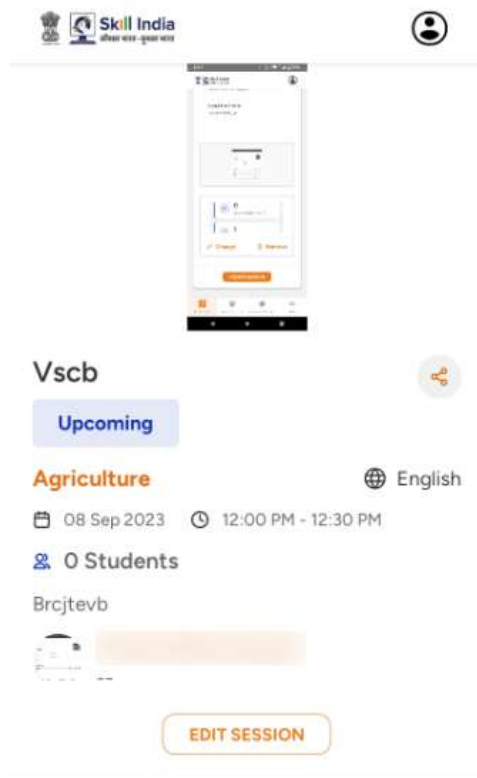 Skill India
कौशल भारत - कुशल भारत
Change
Vscb
Upcoming
Agriculture
English
08 Sep 2023
12:00 PM - 12:30 PM
0 Students
Brcjtevb
EDIT SESSION